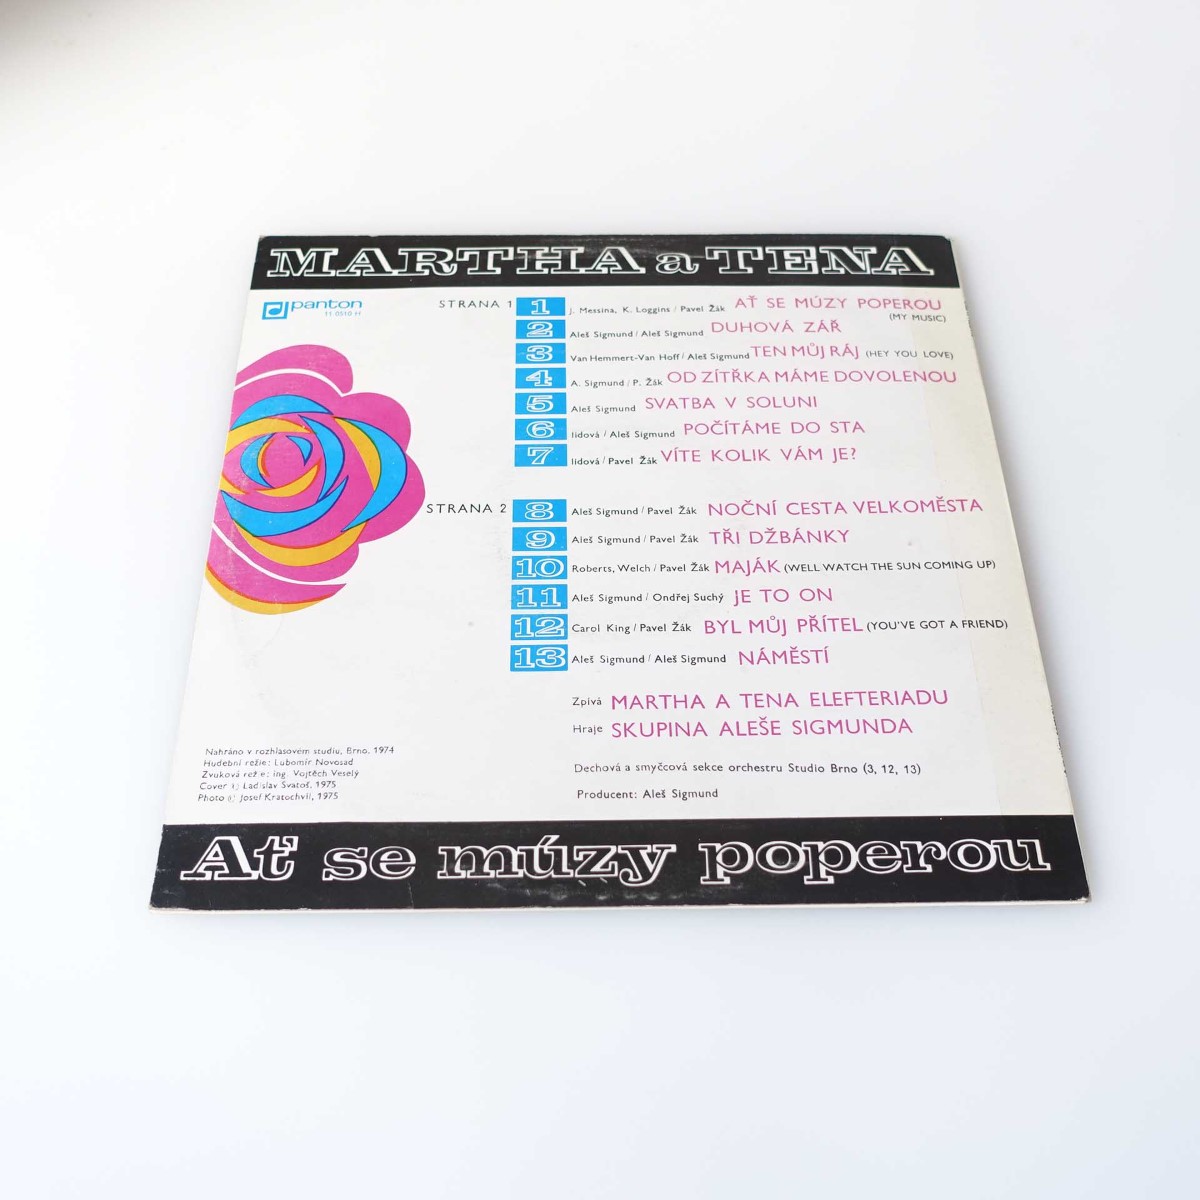 MARTHA a TENA
panton
11 0510 H
STRANA 1
1 J. Messina, K. Loggins / Pavel Žák AŤ SE MÚZY POPEROU
(MY MUSIC)
2 Aleš Sigmund / Aleš Sigmund DUHOVÁ ZÁŘ
3 Van Hemmert-Van Hoff / Aleš Sigmund TEN MŮJ RÁJ (HEY YOU LOVE)
4 A. Sigmund / P. Žák OD ZÍTŘKA MÁME DOVOLENOU
5 Aleš Sigmund SVATBA V SOLUNI
6 lidová / Aleš Sigmund POČÍTÁME DO STA
7 lidová / Pavel Žák VÍTE KOLIK VÁM JE?
STRANA 2
8 Aleš Sigmund / Pavel Žák NOČNÍ CESTA VELKOMĚSTA
9 Aleš Sigmund / Pavel Žák TŘI DŽBÁNKY
10 Roberts, Welch / Pavel Žák MAJÁK (WELL WATCH THE SUN COMING UP)
11 Aleš Sigmund / Ondřej Suchý JE TO ON
12 Carol King / Pavel Žák BYL MŮJ PŘÍTEL (YOU'VE GOT A FRIEND)
13 Aleš Sigmund / Aleš Sigmund NÁMĚSTÍ
Zpívá MARTHA A TENA ELEFTERIADU
Hraje SKUPINA ALEŠE SIGMUNDA
Dechová a smyčcová sekce orchestru Studio Brno (3, 12, 13)
Producent: Aleš Sigmund
Nahráno v rozhlasovém studiu, Brno, 1974
Hudební režie: Lubomír Novosad
Zvuková režie: ing. Vojtěch Veselý
Cover © Ladislav Svatoš, 1975
Photo © Josef Kratochvíl, 1975
Ať se múzy poperou